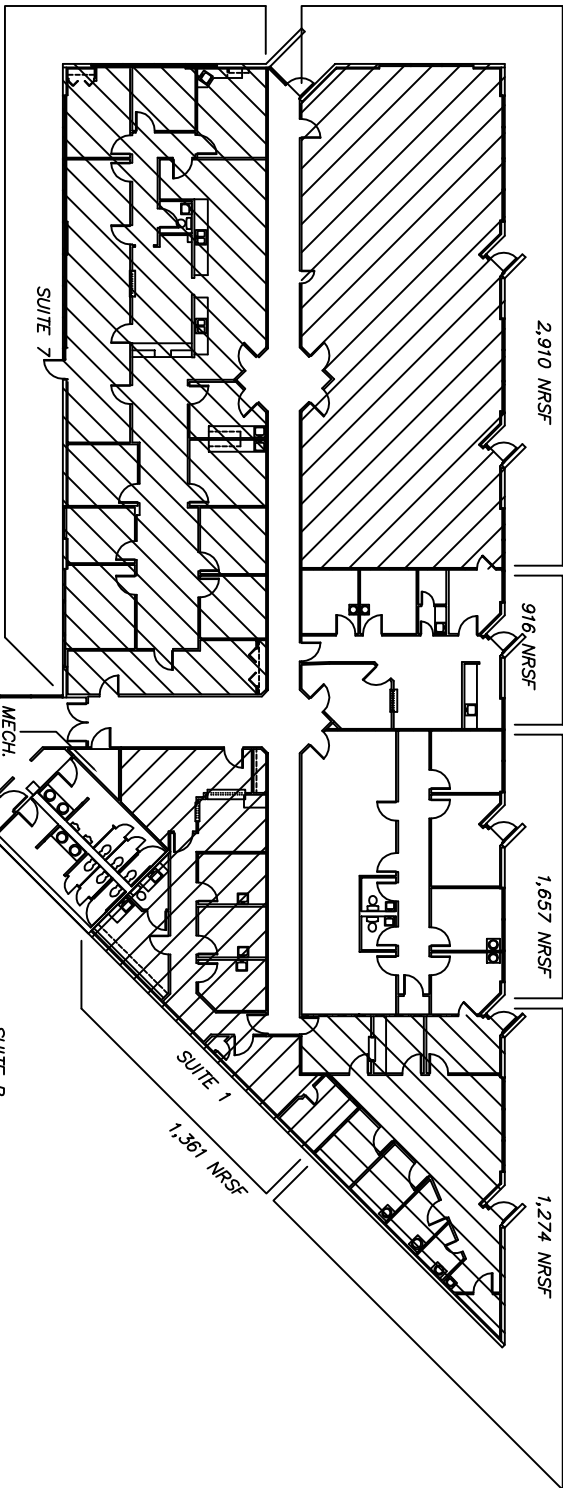 2,910 NRSF
916 NRSF
1,657 NRSF
1,274 NRSF
SUITE 7
MECH.
SUITE 1
1,361 NRSF